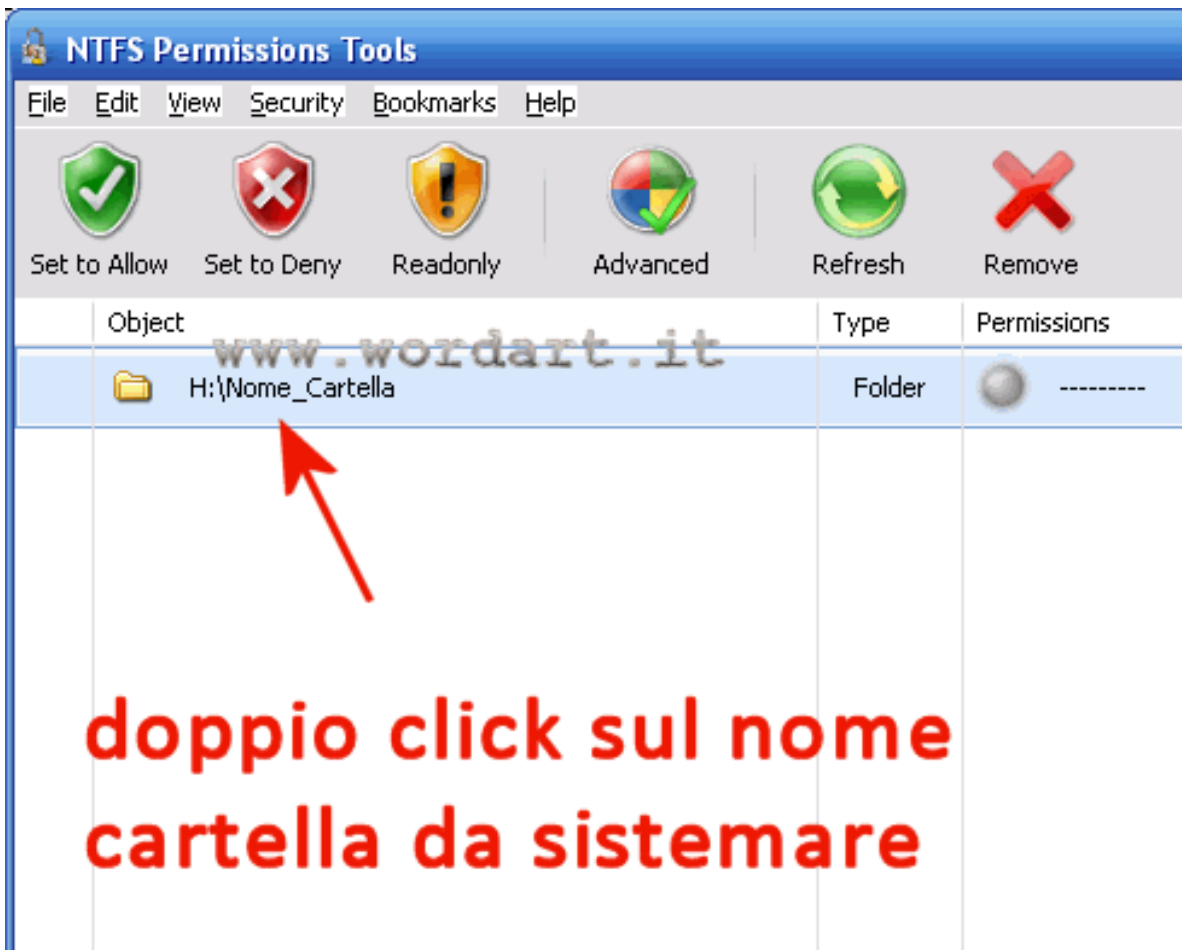 NTFS Permissions Tools
File Edit View Security Bookmarks Help
Set to Allow Set to Deny Readonly Advanced Refresh Remove
Object Type Permissions
www.wordart.it
H:\Nome_Cartella Folder ---------
doppio click sul nome
cartella da sistemare